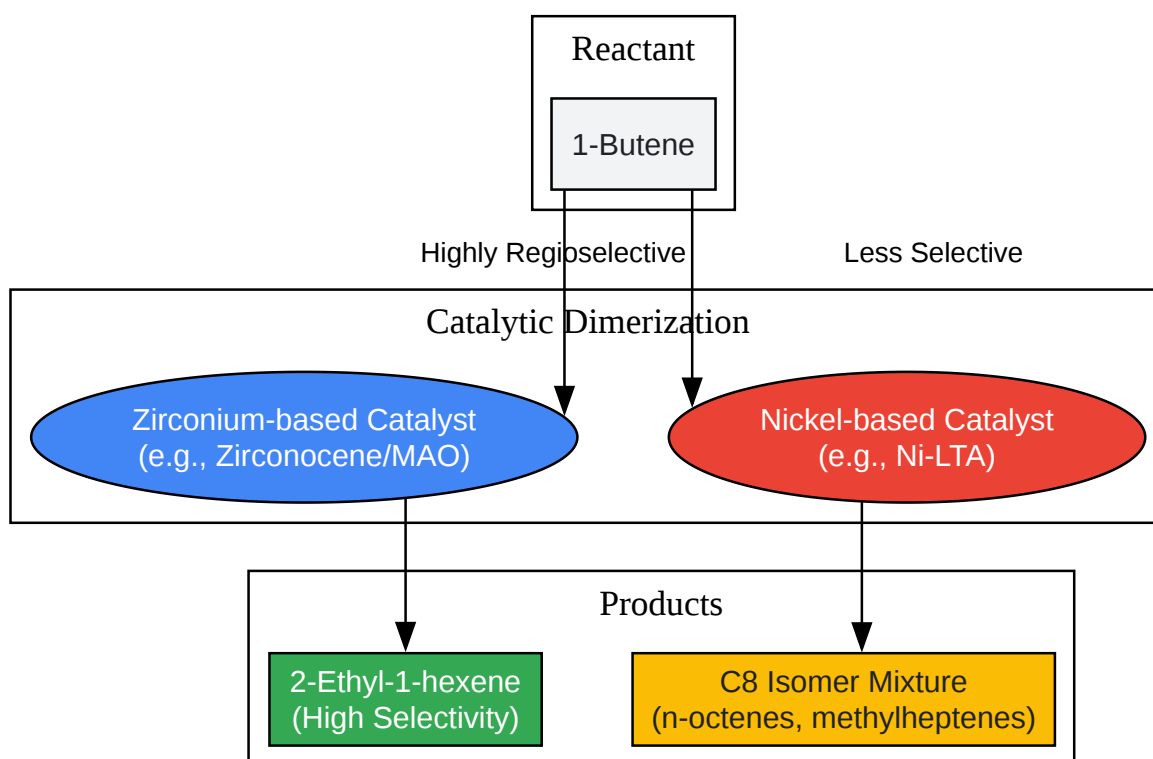 Reactant
1-Butene
Highly Regioselective
Less Selective
Catalytic Dimerization
Zirconium-based Catalyst
(e.g., Zirconocene/MAO)
Nickel-based Catalyst
(e.g., Ni-LTA)
Products
2-Ethyl-1-hexene
(High Selectivity)
C8 Isomer Mixture
(n-octenes, methylheptenes)